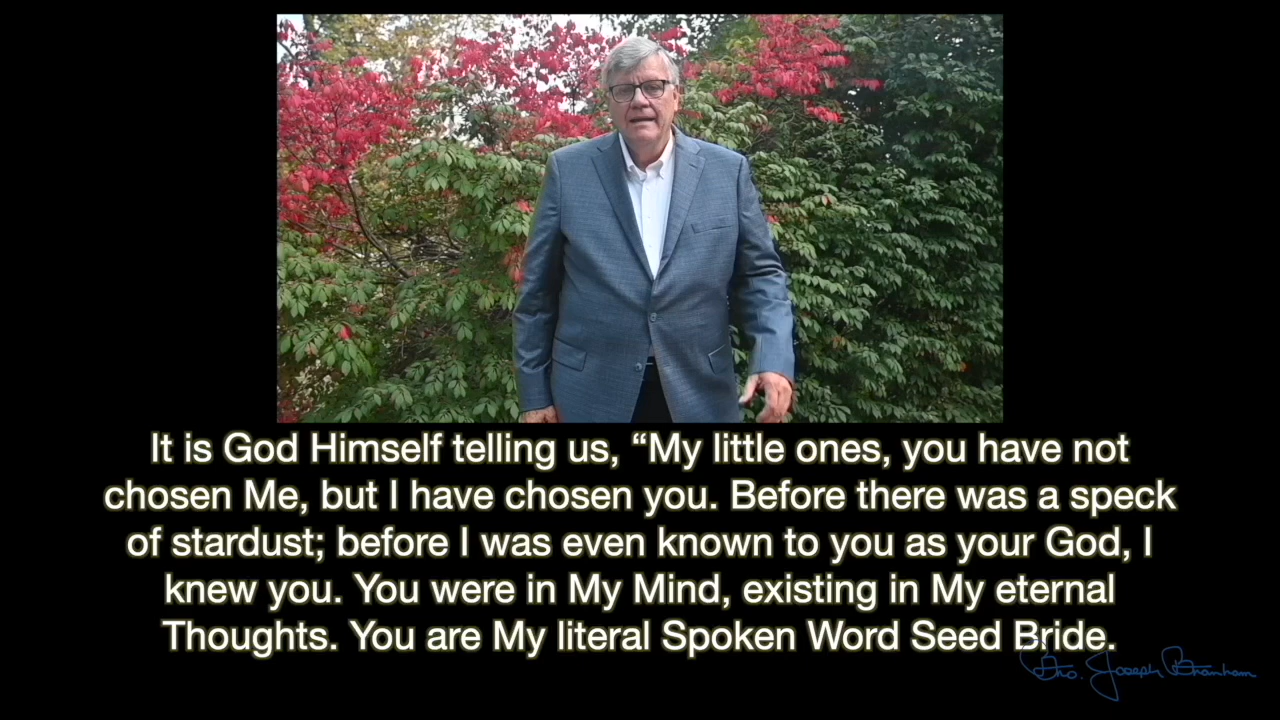 It is God Himself telling us, “My little ones, you have not
chosen Me, but I have chosen you. Before there was a speck
of stardust; before I was even known to you as your God, I
knew you. You were in My Mind, existing in My eternal
Thoughts. You are My literal Spoken Word Seed Bride.
Bro. Joseph Branham